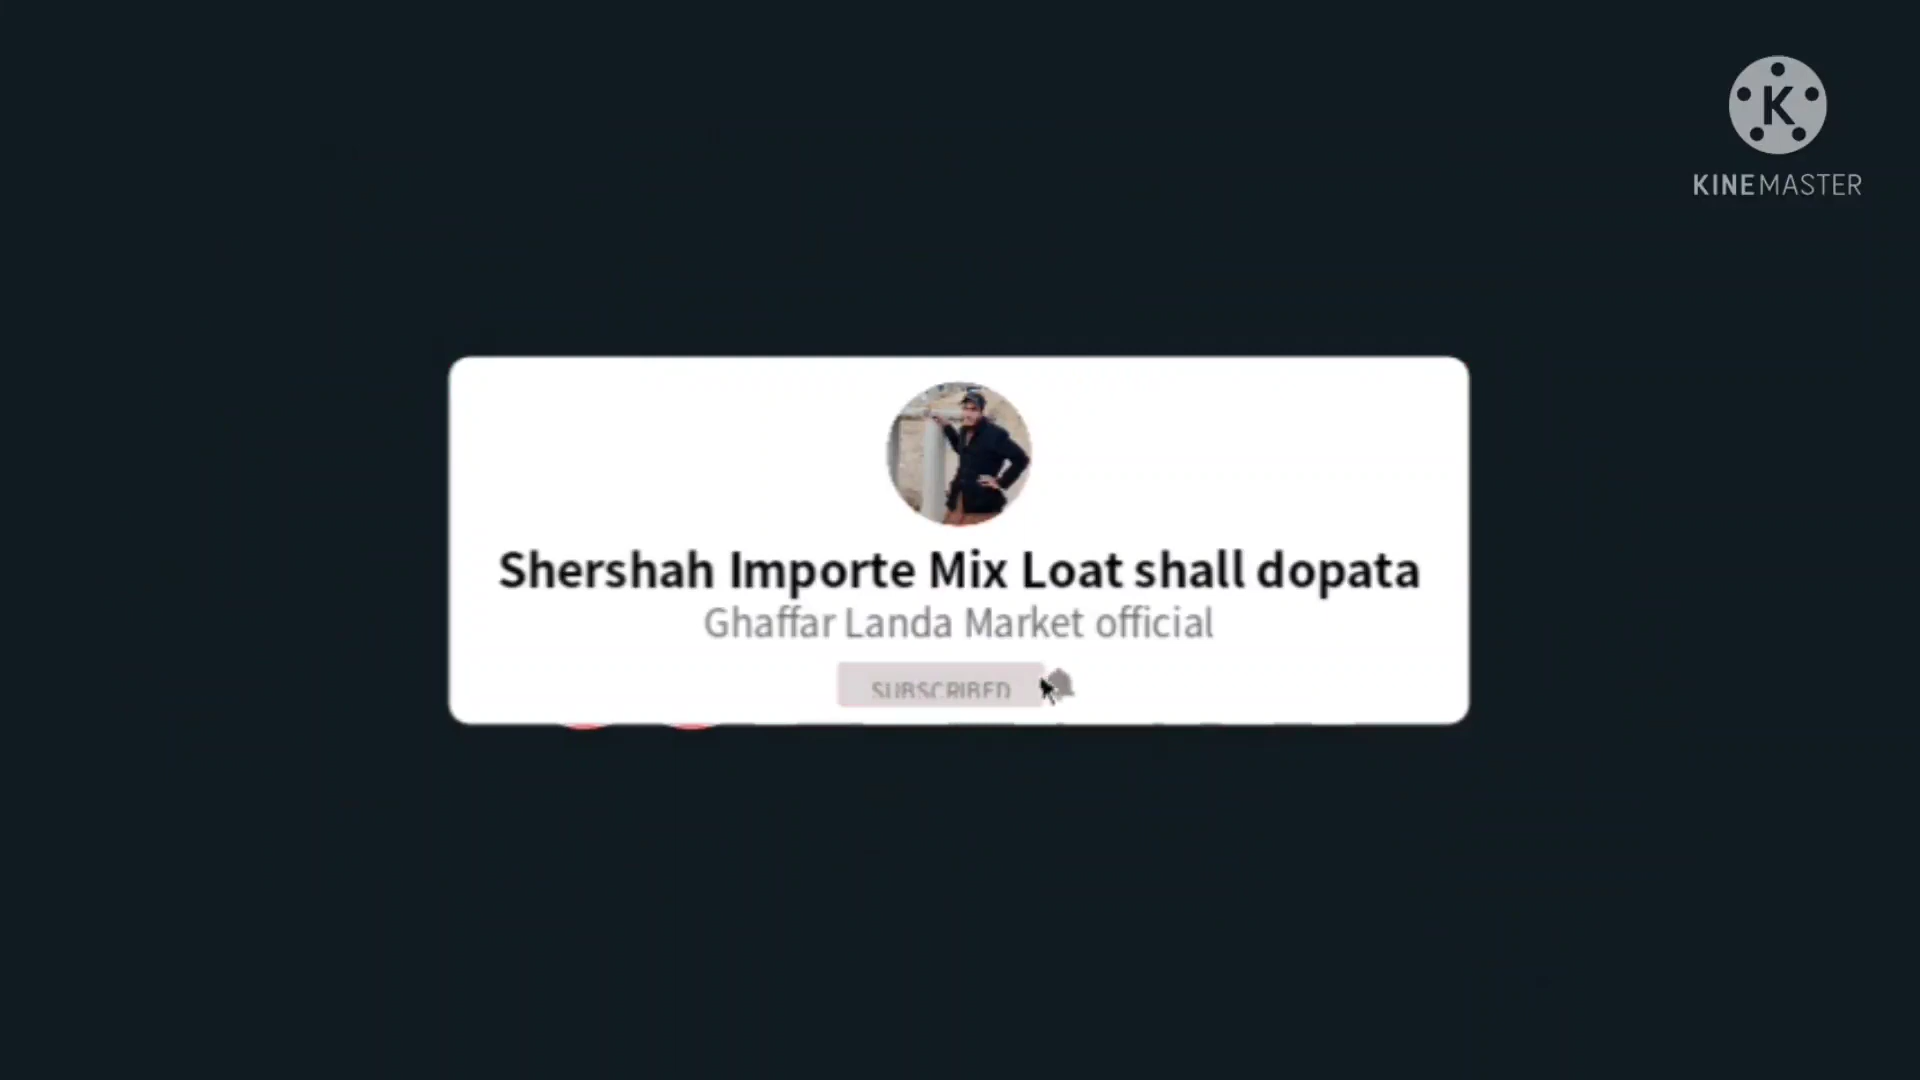 K
KINEMASTER
Shershah Importe Mix Loat shall dopata
Ghaffar Landa Market official
SUBSCRIBED